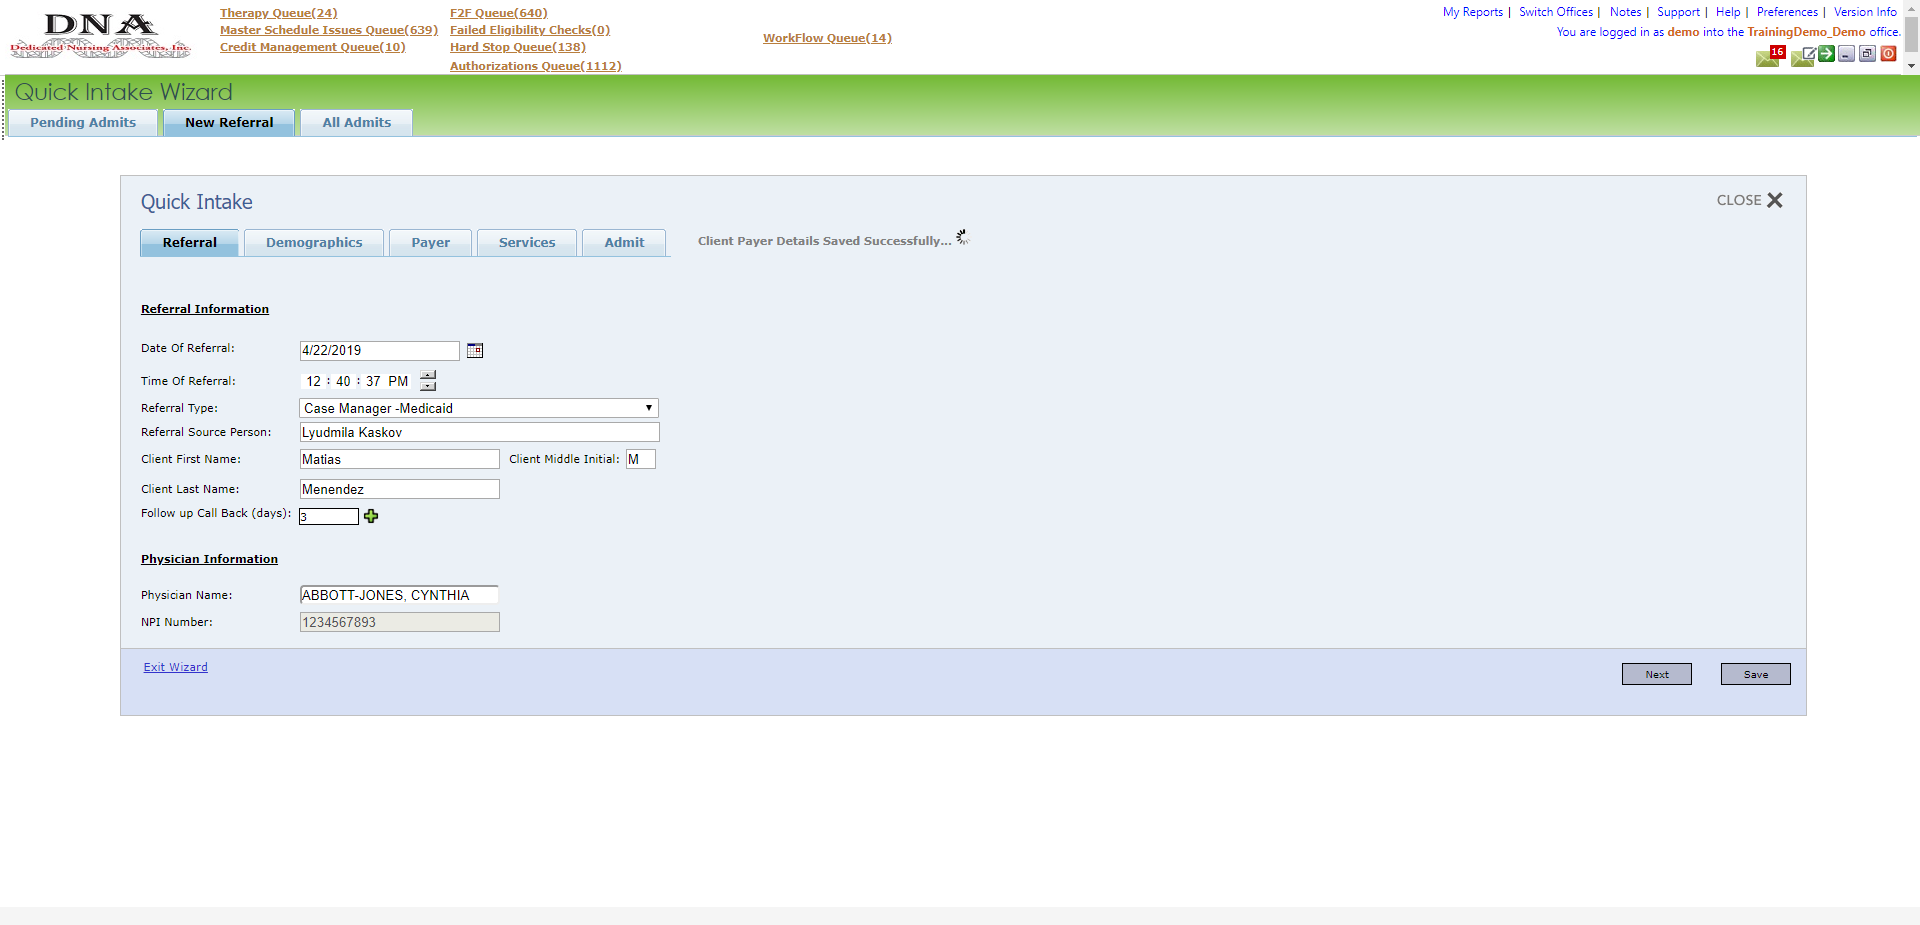 DNA
Dedicated Nursing Associates, Inc.
Therapy Queue(24)
Master Schedule Issues Queue(639)
Credit Management Queue(10)
F2F Queue(640)
Failed Eligibility Checks(0)
Hard Stop Queue(138)
Authorizations Queue(1112)
WorkFlow Queue(14)
My Reports | Switch Offices | Notes | Support | Help | Preferences | Version Info
You are logged in as demo into the TrainingDemo_Demo office.
16
Quick Intake Wizard
Pending Admits New Referral All Admits
Quick Intake
CLOSE
Referral Demographics Payer Services Admit
Client Payer Details Saved Successfully...
Referral Information
Date Of Referral: 4/22/2019
Time Of Referral: 12 : 40 : 37 PM
Referral Type: Case Manager -Medicaid
Referral Source Person: Lyudmila Kaskov
Client First Name: Matias Client Middle Initial: M
Client Last Name: Menendez
Follow up Call Back (days): 3
Physician Information
Physician Name: ABBOTT-JONES, CYNTHIA
NPI Number: 1234567893
Exit Wizard
Next Save